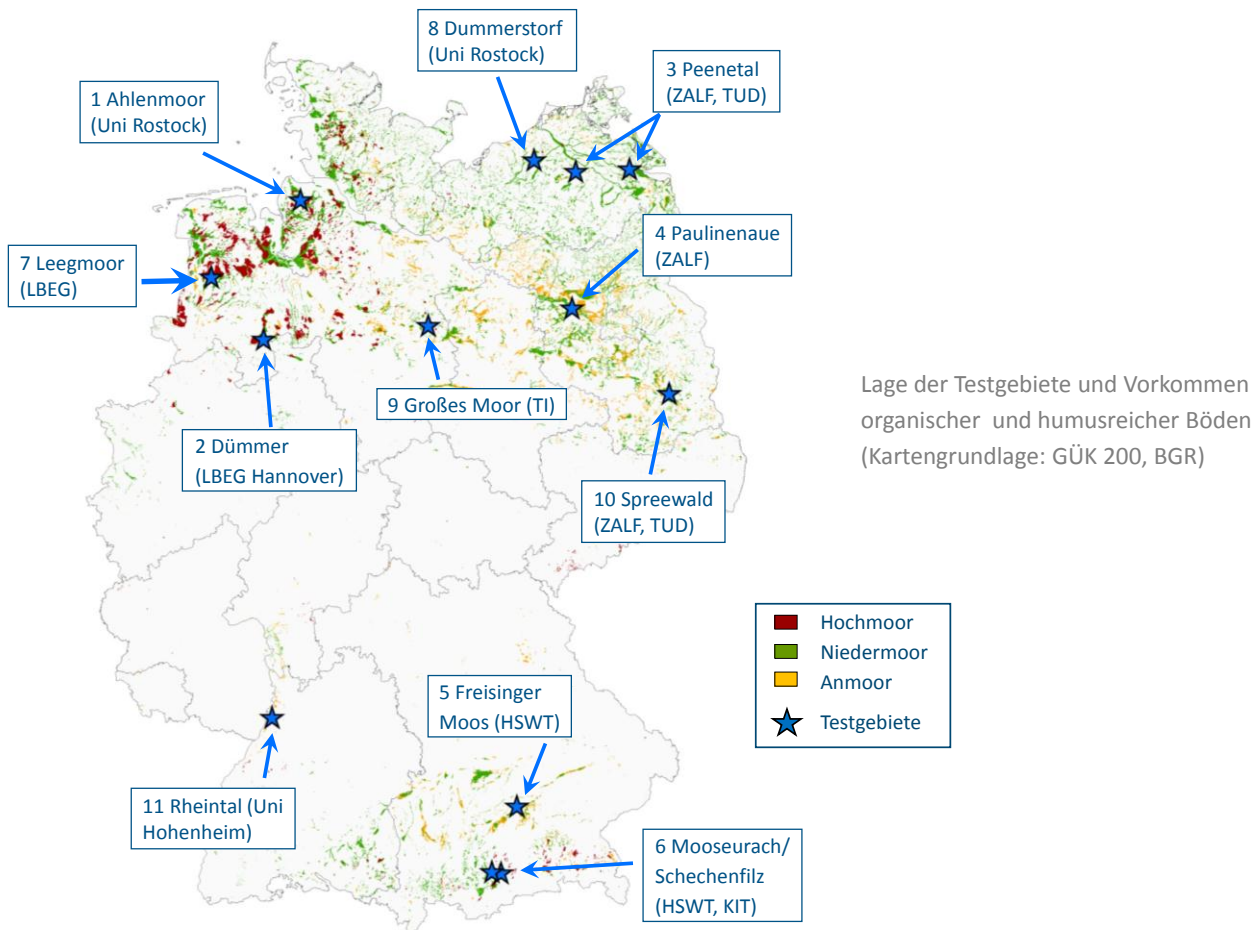 8 Dummerstorf
(Uni Rostock)
3 Peenetal
(ZALF, TUD)
1 Ahlenmoor
(Uni Rostock)
4 Paulinenaue
(ZALF)
7 Leegmoor
(LBEG)
9 Großes Moor (TI)
2 Dümmer
(LBEG Hannover)
Lage der Testgebiete und Vorkommen
organischer und humusreicher Böden
(Kartengrundlage: GÜK 200, BGR)
10 Spreewald
(ZALF, TUD)
Hochmoor
Niedermoor
Anmoor
Testgebiete
5 Freisinger
Moos (HSWT)
11 Rheintal (Uni
Hohenheim)
6 Mooseurach/
Schechenfilz
(HSWT, KIT)